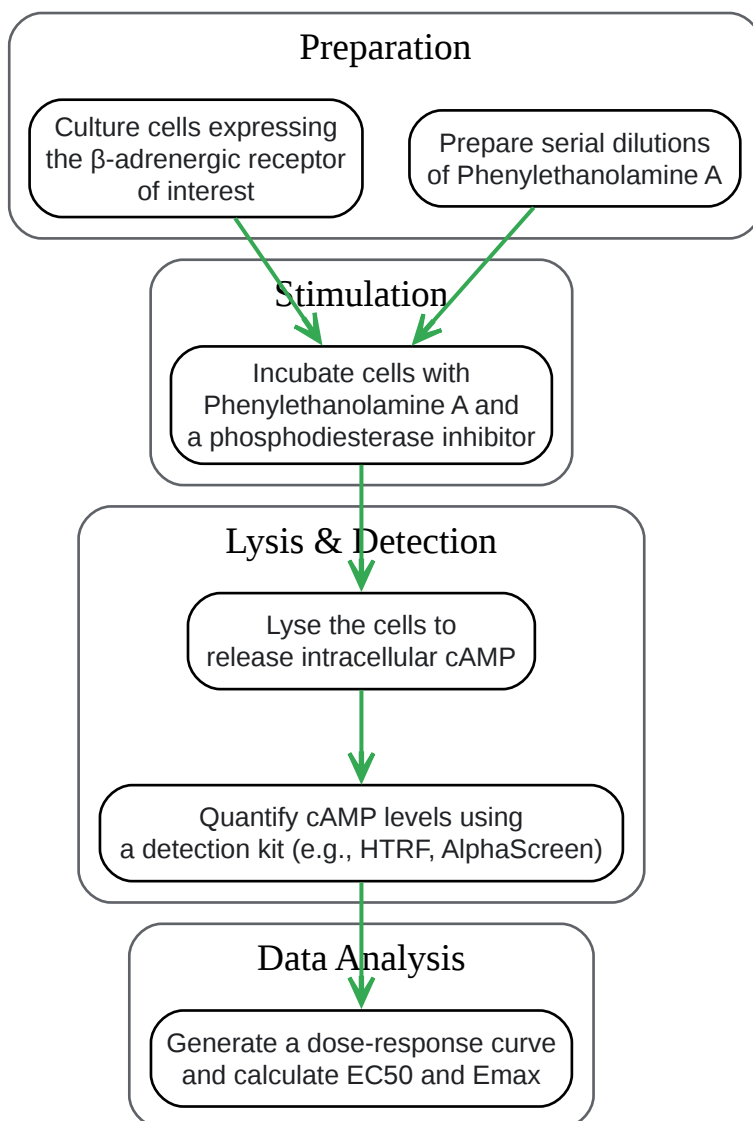 Preparation
Culture cells expressing
the β-adrenergic receptor
of interest
Prepare serial dilutions
of Phenylethanolamine A
Stimulation
Incubate cells with
Phenylethanolamine A and
a phosphodiesterase inhibitor
Lysis & Detection
Lyse the cells to
release intracellular cAMP
Quantify cAMP levels using
a detection kit (e.g., HTRF, AlphaScreen)
Data Analysis
Generate a dose-response curve
and calculate EC50 and Emax